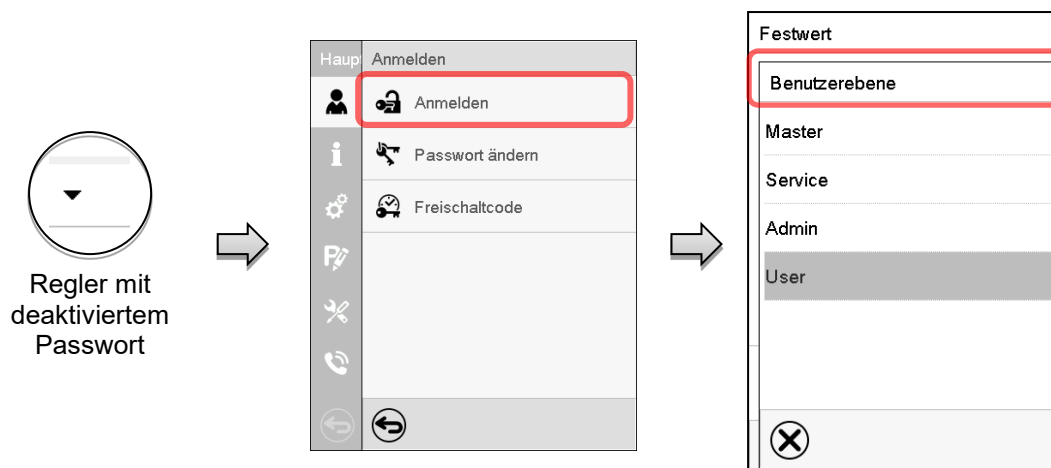 Regler mit
deaktiviertem
Passwort
Haup
Anmelden
Anmelden
Passwort ändern
Freischaltcode
Festwert
Benutzerebene
Master
Service
Admin
User